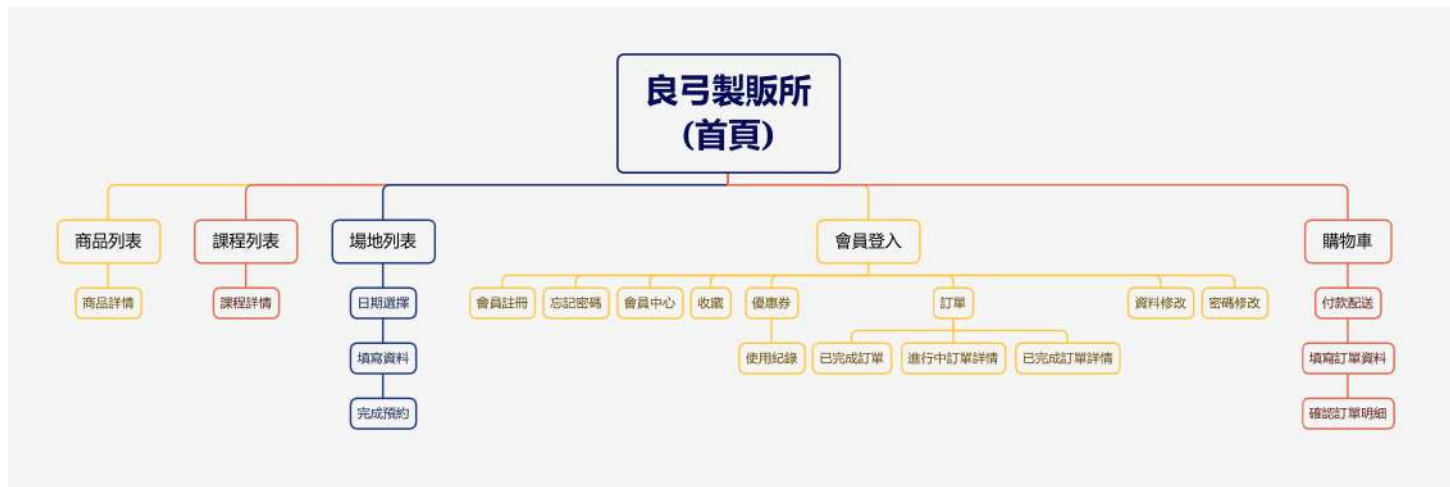 良弓製販所
(首頁)
商品列表
課程列表
場地列表
會員登入
購物車
商品詳情
課程詳情
日期選擇
會員註冊
忘記密碼
會員中心
收藏
優惠券
訂單
資料修改
密碼修改
付款配送
填寫資料
使用紀錄
已完成訂單
進行中訂單詳情
已完成訂單詳情
填寫訂單資料
完成預約
確認訂單明細